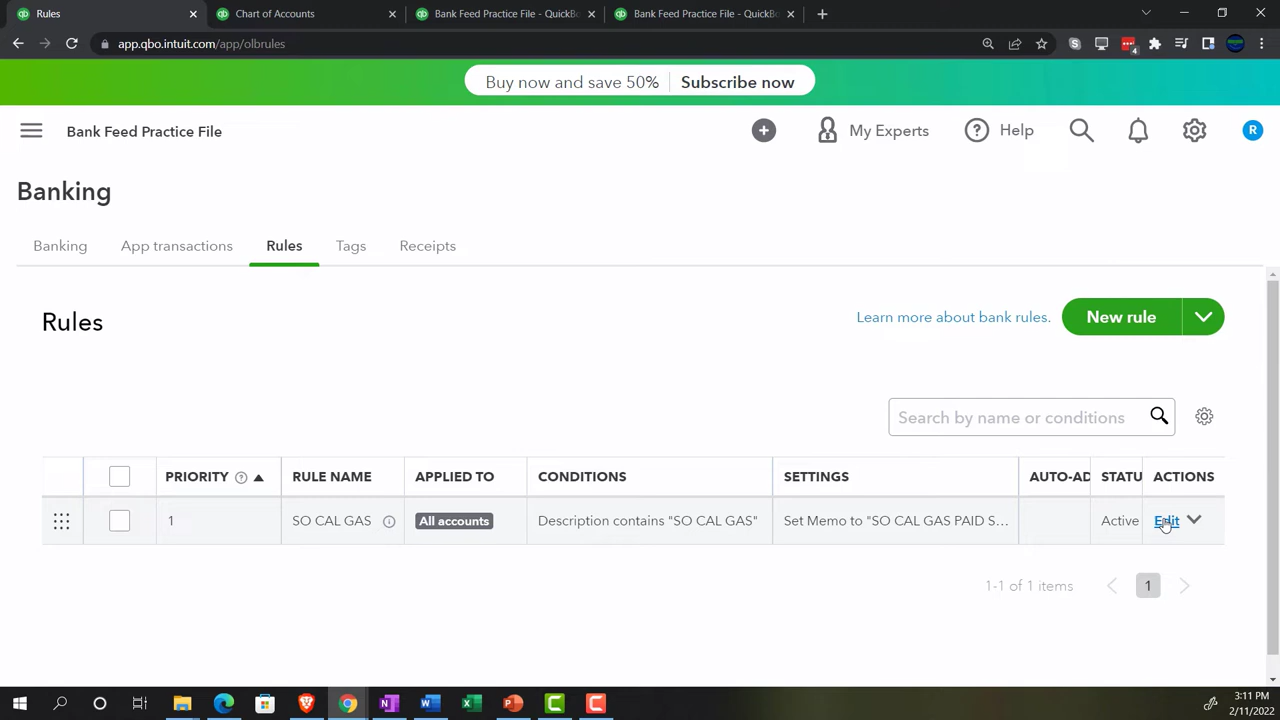 Rules
Chart of Accounts
Bank Feed Practice File - QuickBo
Bank Feed Practice File - QuickBo
app.qbo.intuit.com/app/olbrules
4
Buy now and save 50% Subscribe now
Bank Feed Practice File
My Experts
Help
R
Banking
Banking App transactions Rules Tags Receipts
Rules
Learn more about bank rules.
New rule
Search by name or conditions
PRIORITY RULE NAME APPLIED TO CONDITIONS SETTINGS AUTO-AD STATU ACTIONS
1 SO CAL GAS All accounts Description contains "SO CAL GAS" Set Memo to "SO CAL GAS PAID S... Active Edit
1-1 of 1 items 1
3:11 PM
2/11/2022